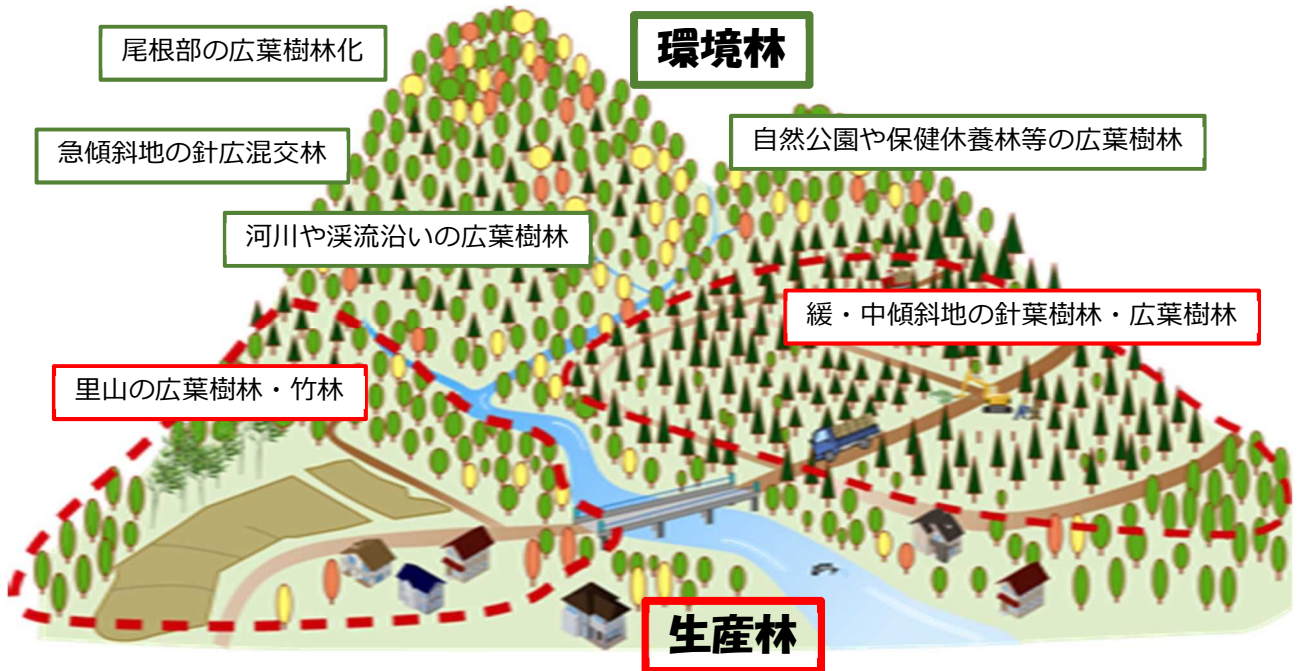 尾根部の広葉樹林化
環境林
急傾斜地の針広混交林
自然公園や保健休養林等の広葉樹林
河川や渓流沿いの広葉樹林
緩・中傾斜地の針葉樹林・広葉樹林
里山の広葉樹林・竹林
生産林